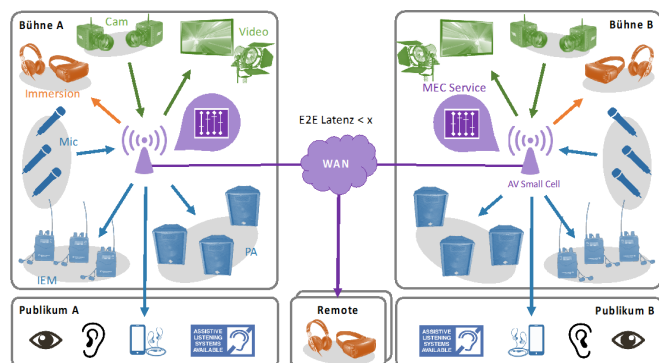 Bühne A
Cam
Video
Immersion
Mic
IEM
PA
E2E Latenz < x
WAN
Bühne B
MEC Service
AV Small Cell
Publikum A
ASSISTIVE
LISTENING
SYSTEMS
AVAILABLE
Remote
Publikum B
ASSISTIVE
LISTENING
SYSTEMS
AVAILABLE